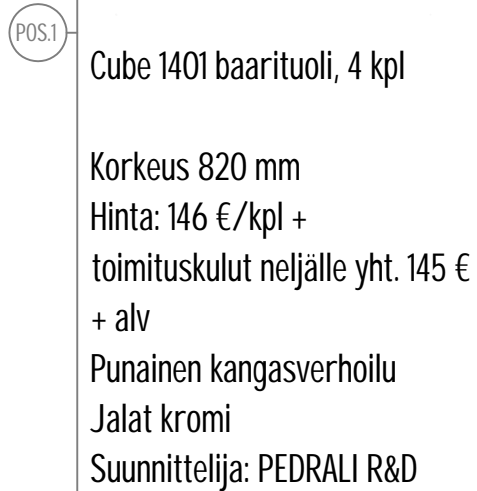 POS.1
Cube 1401 baarituoli, 4 kpl
Korkeus 820 mm
Hinta: 146 €/kpl +
toimituskulut neljälle yht. 145 €
+ alv
Punainen kangasverhoilu
Jalat kromi
Suunnittelija: PEDRALI R&D